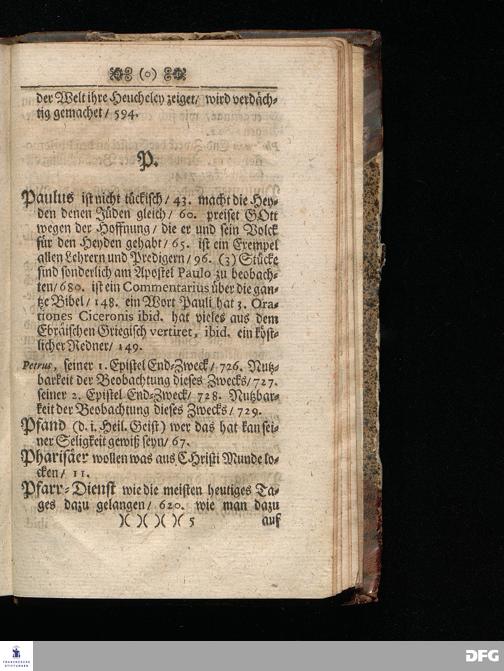 (0)
der Welt ihre Heucheley zeiget/ wird verdäch-
tig gemachet/ 594.
P.
Paulus ist nicht tückisch/ 43. macht die Hey-
den denen Jüden gleich/ 60. preiset GOtt
wegen der Hoffnung/ die er und sein Volck
für den Heyden gehabt/ 65. ist ein Exempel
allen Lehrern und Predigern/ 96. (3) Stücke
sind sonderlich am Apostel Paulo zu beobach-
ten/ 680. ist ein Commentarius über die gan-
tze Bibel/ 148. ein Wort Pauli hat 3. Ora-
tiones Ciceronis ibid. hat vieles aus dem
Ebräischen Griegisch vertiret, ibid. ein köst-
licher Redner/ 149.
Petrus, seiner 1. Epistel End-Zweck/ 726. Nutz-
barkeit der Beobachtung dieses Zwecks/ 727.
seiner 2. Epistel End-Zweck/ 728. Nutzbar-
keit der Beobachtung dieses Zwecks/ 729.
Pfand (d. i. Heil. Geist) wer das hat kan sei-
ner Seligkeit gewiß seyn/ 67.
Pharisäer wollen was aus CHristi Munde lo-
cken/ 11.
Pfarr-Dienst wie die meisten heutiges Ta-
ges dazu gelangen/ 620. wie man dazu
)( )( )( )( 5 auf
FRANCKESCHE
STIFTUNGEN
DFG